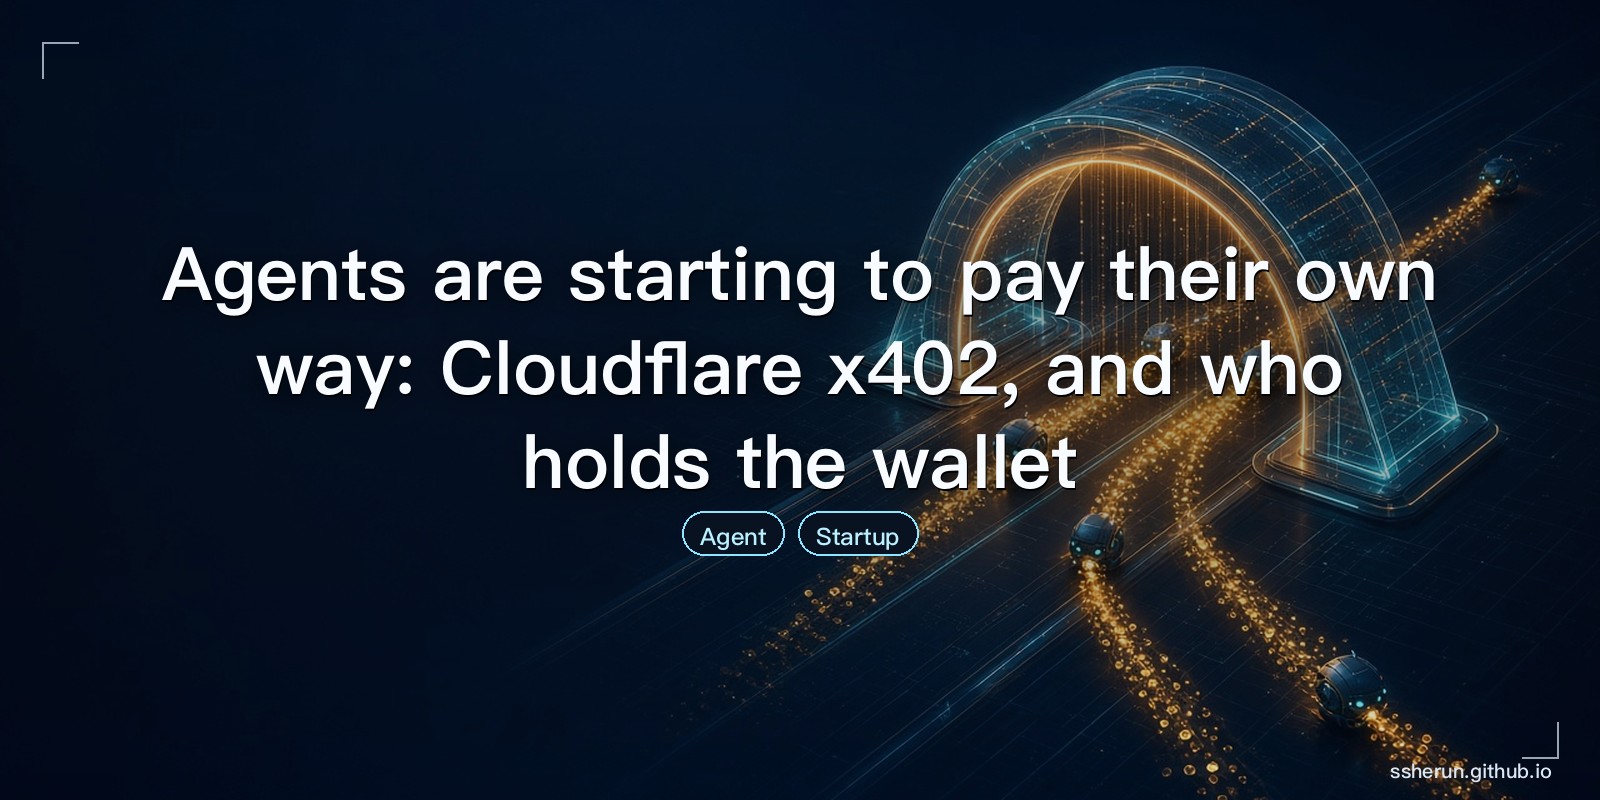 Agents are starting to pay their own
way: Cloudflare x402, and who
holds the wallet
Agent Startup
ssherun.github.io